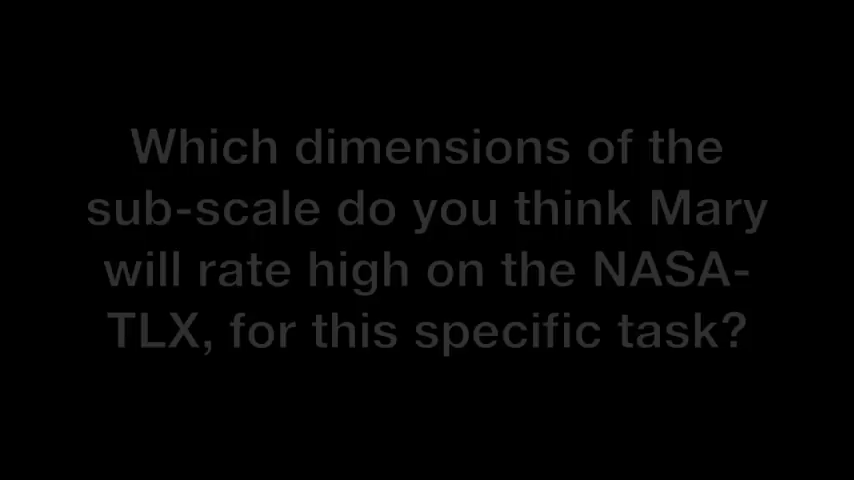 Which dimensions of the
sub-scale do you think Mary
will rate high on the NASA-
TLX, for this specific task?